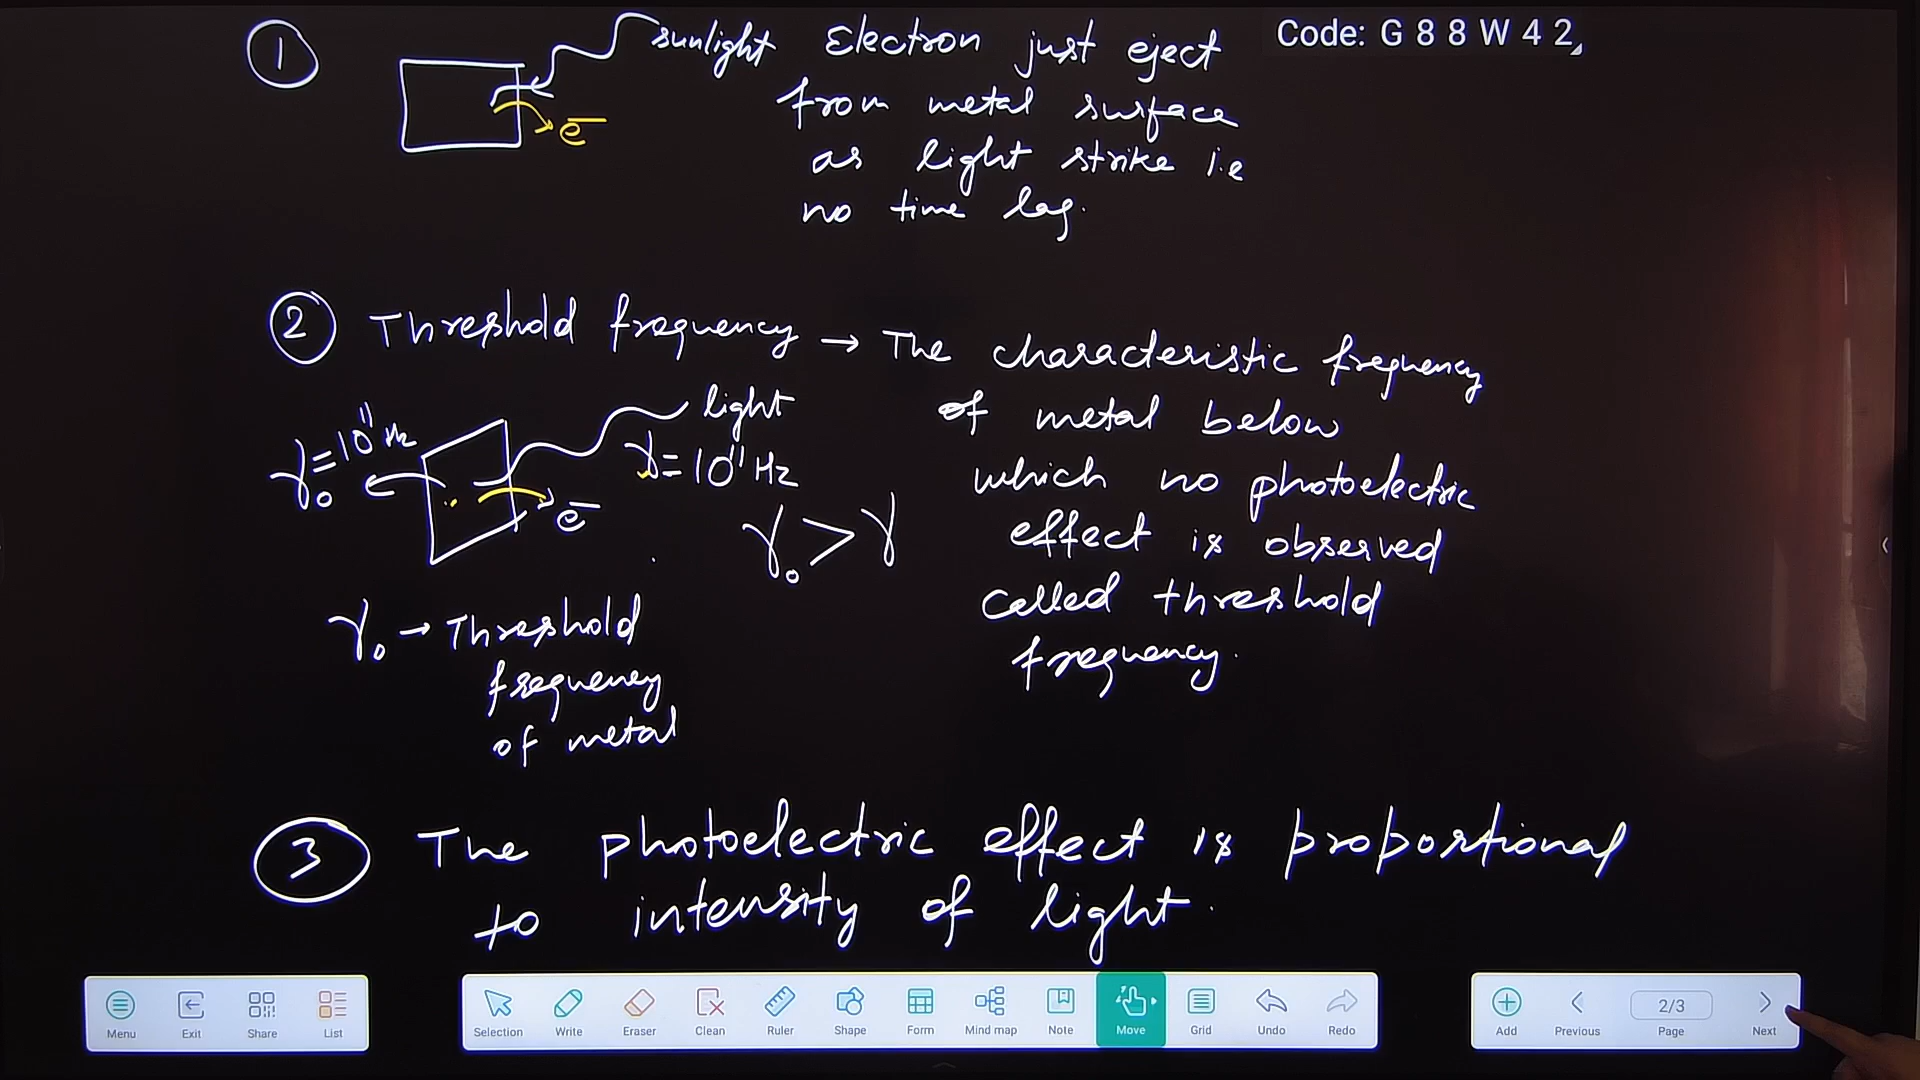 Code: G 8 8 W 4 2
1
sunlight
e⁻
Electron just eject
from metal surface
as light strike i.e
no time lag.
2 Threshold frequency → The characteristic frequency
of metal below
which no photoelectric
effect is observed
called threshold
frequency.
light
γ₀ = 10¹¹ Hz
γ = 10¹¹ Hz
e⁻
γ₀ > γ
γ₀ → Threshold
frequency
of metal
3 The photoelectric effect is proportional
to intensity of light.
Menu Exit Share List
Selection Write Eraser Clean Ruler Shape Form Mind map Note Move Grid Undo Redo
2/3
Add Previous Page Next